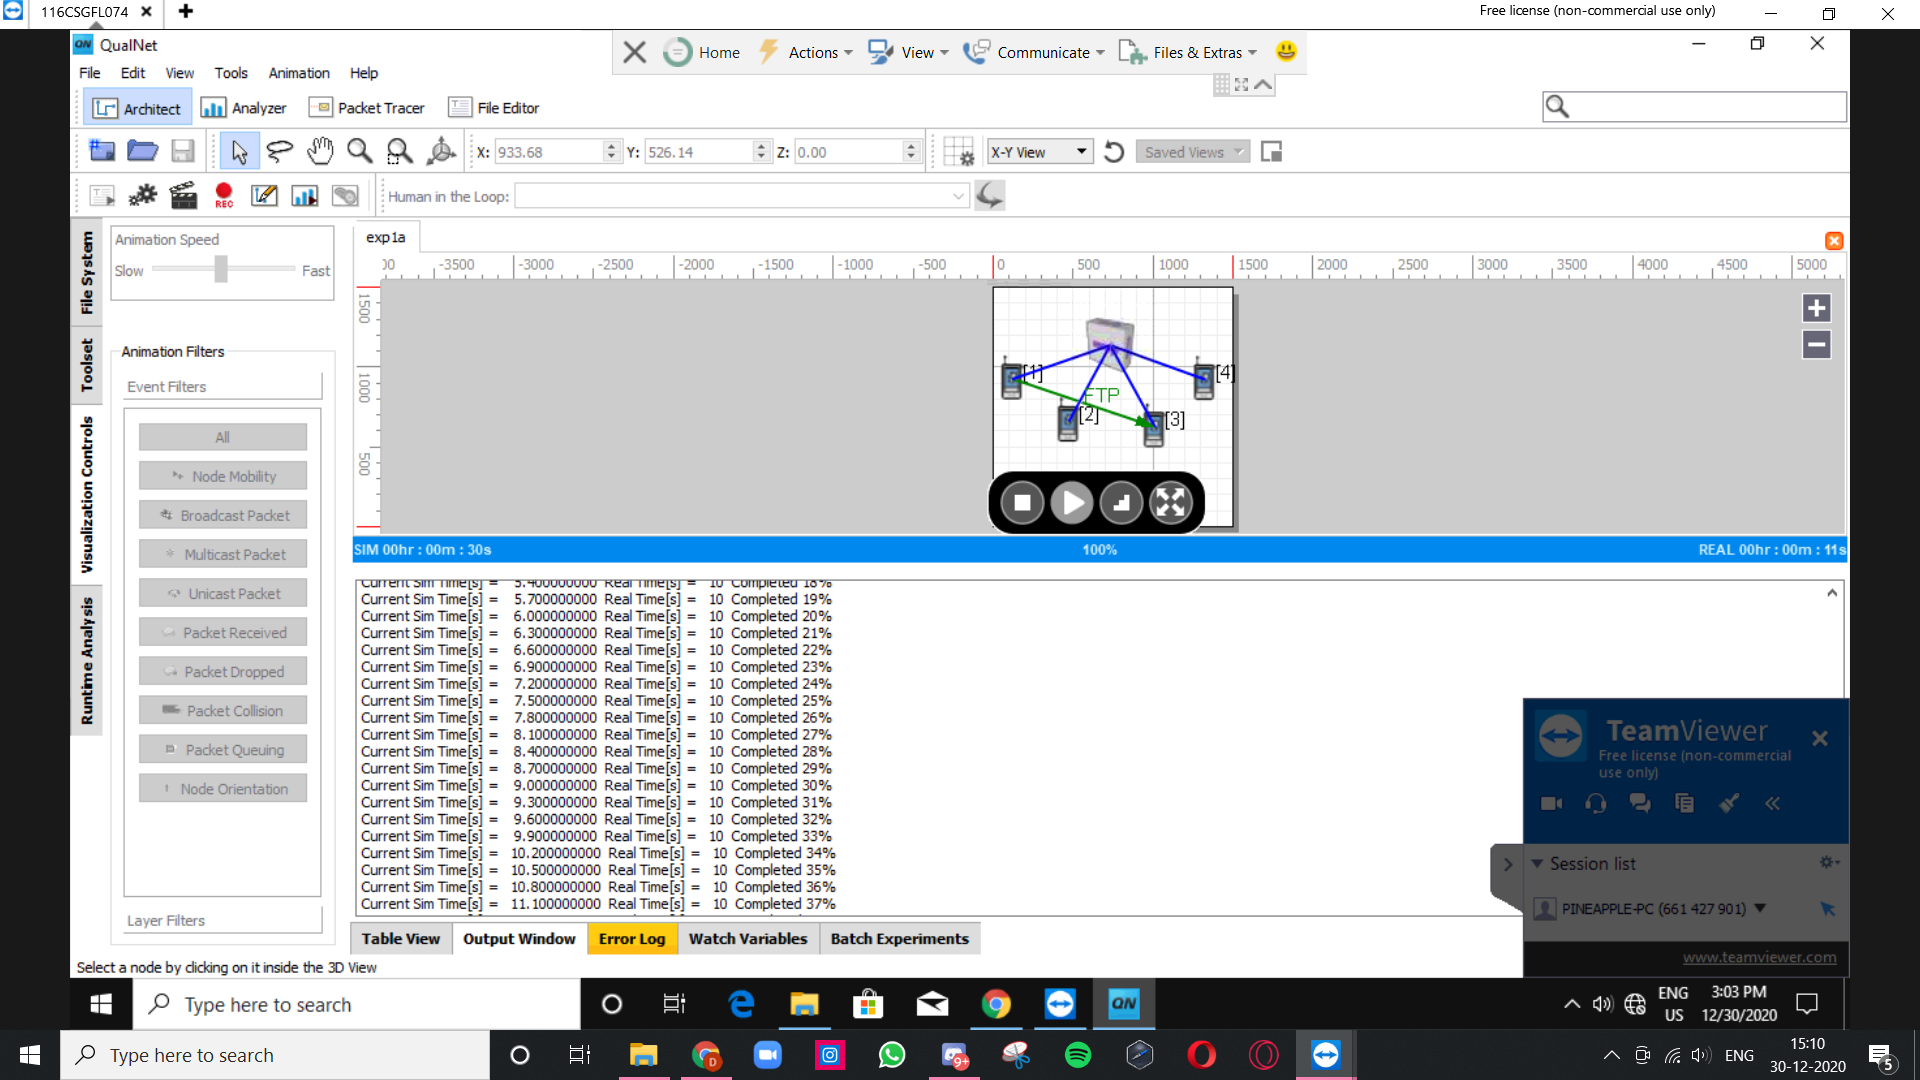 116CSGFL074
Free license (non-commercial use only)
QN QualNet
Home Actions View Communicate Files & Extras
File Edit View Tools Animation Help
Architect Analyzer Packet Tracer File Editor
X: 933.68 Y: 526.14 Z: 0.00 X-Y View Saved Views
REC Human in the Loop:
File System
Toolset
Visualization Controls
Runtime Analysis
Animation Speed
Slow Fast
Animation Filters
Event Filters
All
Node Mobility
Broadcast Packet
Multicast Packet
Unicast Packet
Packet Received
Packet Dropped
Packet Collision
Packet Queuing
Node Orientation
Layer Filters
exp1a
00 -3500 -3000 -2500 -2000 -1500 -1000 -500 0 500 1000 1500 2000 2500 3000 3500 4000 4500 5000
1500
1000
500
[1] [4]
FTP
[2] [3]
SIM 00hr : 00m : 30s 100% REAL 00hr : 00m : 11s
Current Sim Time[s] = 5.400000000 Real Time[s] = 10 Completed 18%
Current Sim Time[s] = 5.700000000 Real Time[s] = 10 Completed 19%
Current Sim Time[s] = 6.000000000 Real Time[s] = 10 Completed 20%
Current Sim Time[s] = 6.300000000 Real Time[s] = 10 Completed 21%
Current Sim Time[s] = 6.600000000 Real Time[s] = 10 Completed 22%
Current Sim Time[s] = 6.900000000 Real Time[s] = 10 Completed 23%
Current Sim Time[s] = 7.200000000 Real Time[s] = 10 Completed 24%
Current Sim Time[s] = 7.500000000 Real Time[s] = 10 Completed 25%
Current Sim Time[s] = 7.800000000 Real Time[s] = 10 Completed 26%
Current Sim Time[s] = 8.100000000 Real Time[s] = 10 Completed 27%
Current Sim Time[s] = 8.400000000 Real Time[s] = 10 Completed 28%
Current Sim Time[s] = 8.700000000 Real Time[s] = 10 Completed 29%
Current Sim Time[s] = 9.000000000 Real Time[s] = 10 Completed 30%
Current Sim Time[s] = 9.300000000 Real Time[s] = 10 Completed 31%
Current Sim Time[s] = 9.600000000 Real Time[s] = 10 Completed 32%
Current Sim Time[s] = 9.900000000 Real Time[s] = 10 Completed 33%
Current Sim Time[s] = 10.200000000 Real Time[s] = 10 Completed 34%
Current Sim Time[s] = 10.500000000 Real Time[s] = 10 Completed 35%
Current Sim Time[s] = 10.800000000 Real Time[s] = 10 Completed 36%
Current Sim Time[s] = 11.100000000 Real Time[s] = 10 Completed 37%
Table View Output Window Error Log Watch Variables Batch Experiments
Select a node by clicking on it inside the 3D View
TeamViewer
Free license (non-commercial
use only)
Session list
PINEAPPLE-PC (661 427 901)
www.teamviewer.com
Type here to search QN
ENG
US
3:03 PM
12/30/2020
Type here to search
9+
ENG
15:10
30-12-2020
5